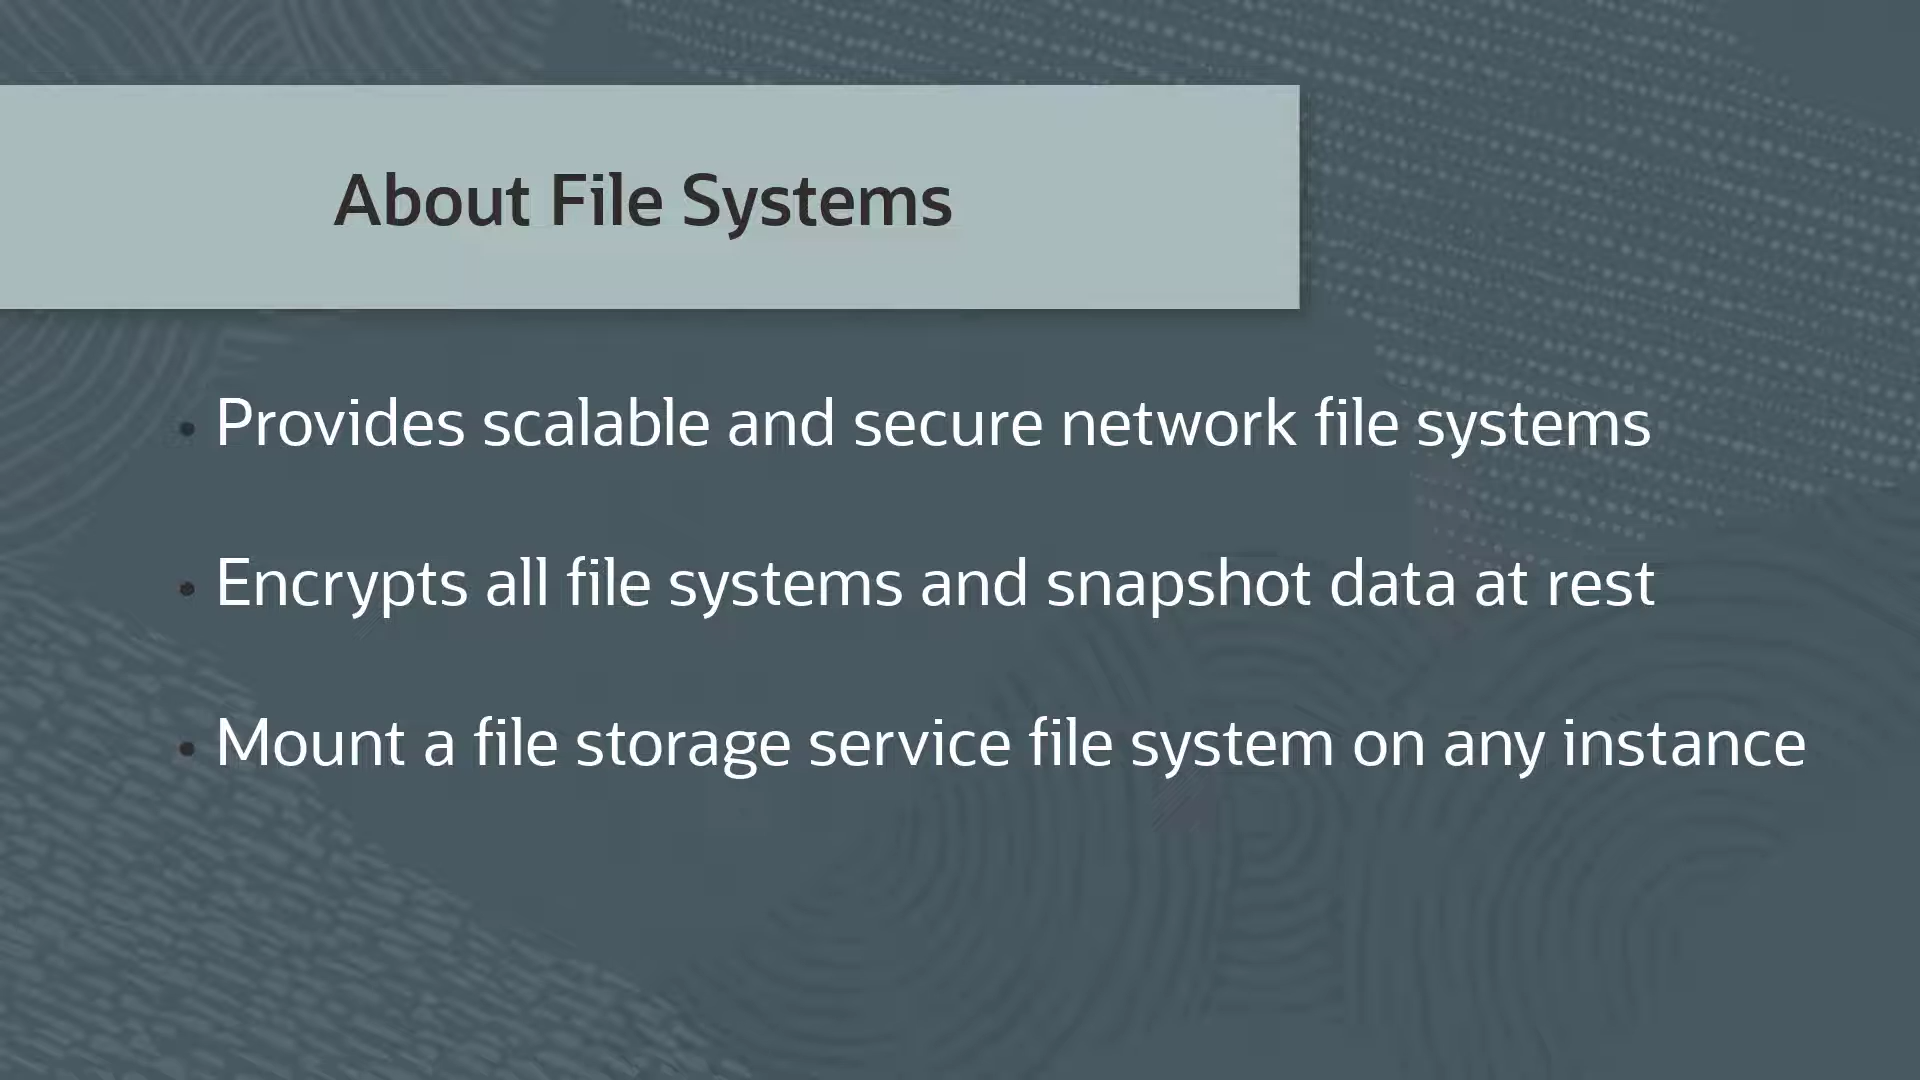 About File Systems
Provides scalable and secure network file systems
Encrypts all file systems and snapshot data at rest
Mount a file storage service file system on any instance